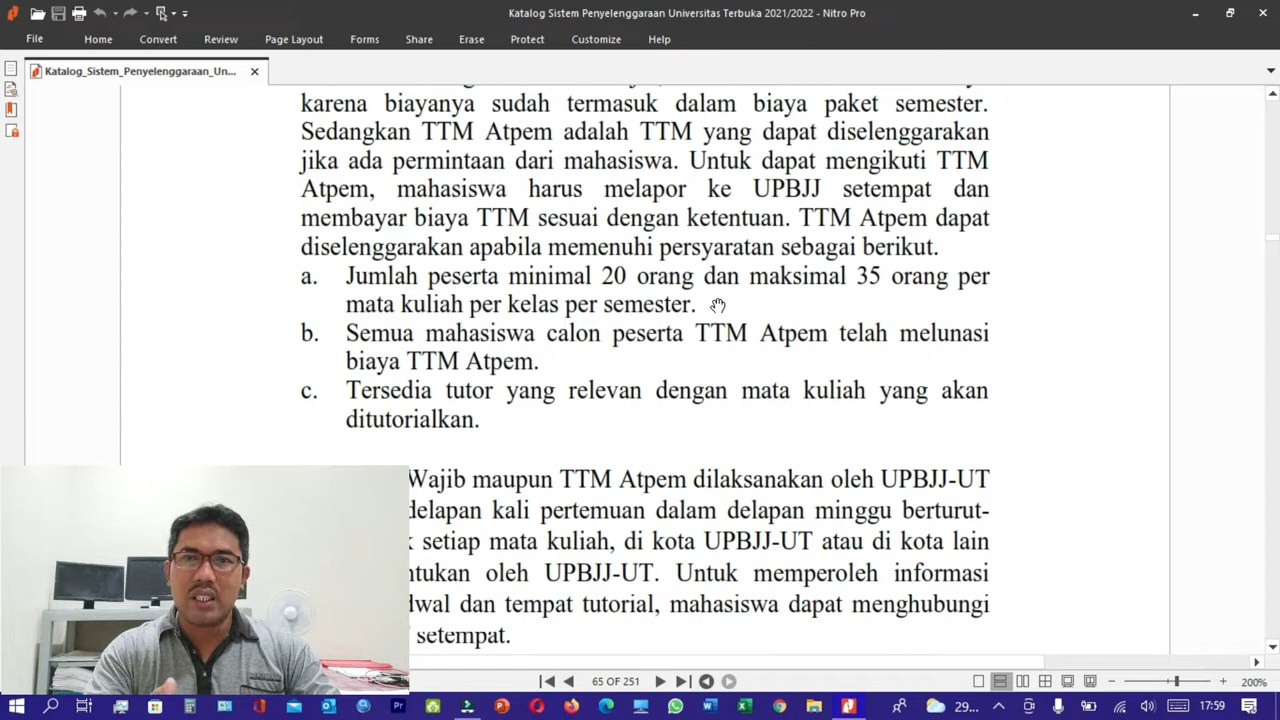 Katalog Sistem Penyelenggaraan Universitas Terbuka 2021/2022 - Nitro Pro
File Home Convert Review Page Layout Forms Share Erase Protect Customize Help
Katalog_Sistem_Penyelenggaraan_Un...
karena biayanya sudah termasuk dalam biaya paket semester.
Sedangkan TTM Atpem adalah TTM yang dapat diselenggarakan
jika ada permintaan dari mahasiswa. Untuk dapat mengikuti TTM
Atpem, mahasiswa harus melapor ke UPBJJ setempat dan
membayar biaya TTM sesuai dengan ketentuan. TTM Atpem dapat
diselenggarakan apabila memenuhi persyaratan sebagai berikut.
a. Jumlah peserta minimal 20 orang dan maksimal 35 orang per
mata kuliah per kelas per semester.
b. Semua mahasiswa calon peserta TTM Atpem telah melunasi
biaya TTM Atpem.
c. Tersedia tutor yang relevan dengan mata kuliah yang akan
ditutorialkan.
Wajib maupun TTM Atpem dilaksanakan oleh UPBJJ-UT
delapan kali pertemuan dalam delapan minggu berturut-
setiap mata kuliah, di kota UPBJJ-UT atau di kota lain
ntukan oleh UPBJJ-UT. Untuk memperoleh informasi
dwal dan tempat tutorial, mahasiswa dapat menghubungi
setempat.
65 OF 251
200%
29...
17:59